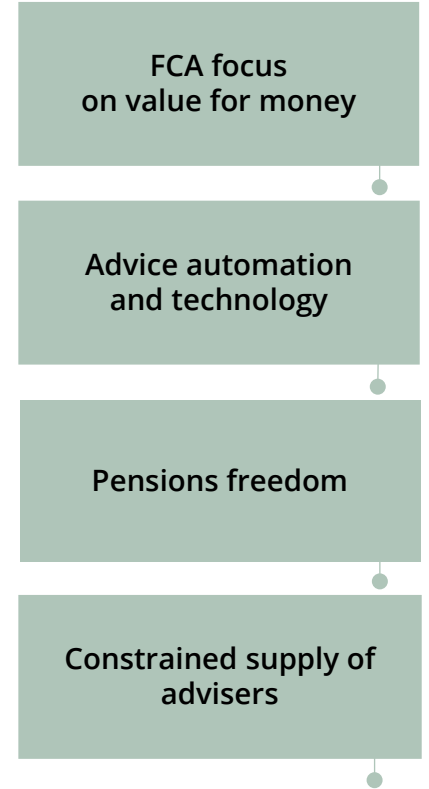 FCA focus
on value for money
Advice automation
and technology
Pensions freedom
Constrained supply of
advisers